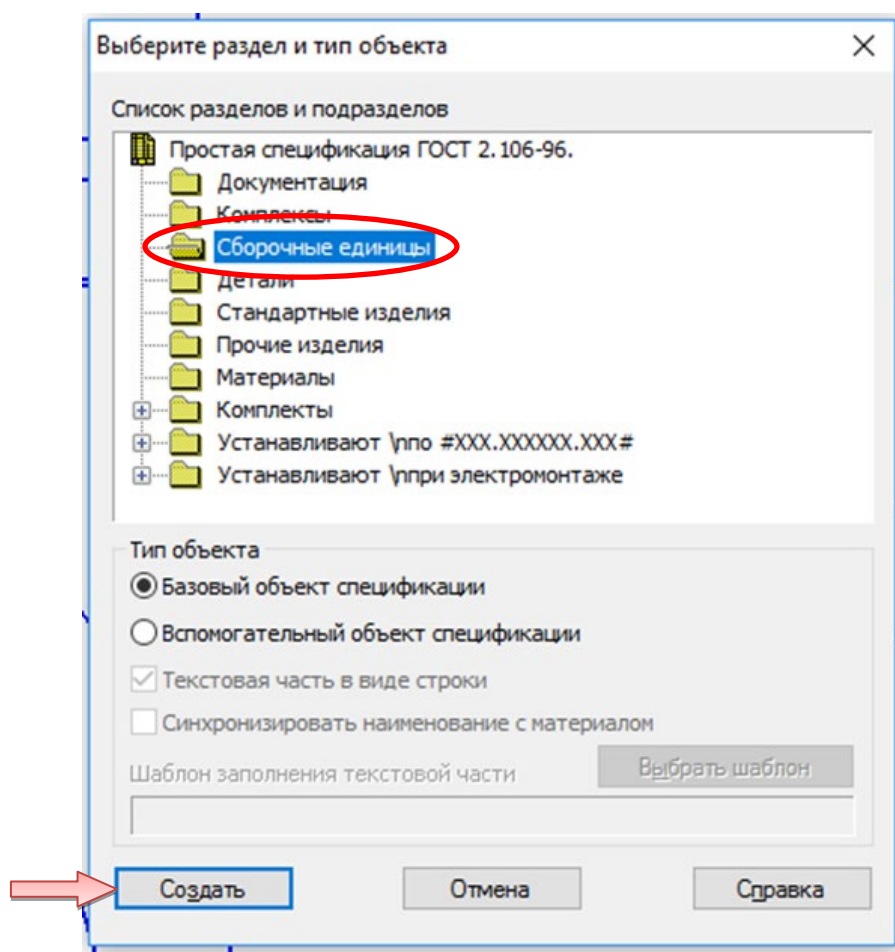 Выберите раздел и тип объекта
Список разделов и подразделов
Простая спецификация ГОСТ 2.106-96.
Документация
Комплексы
Сборочные единицы
Детали
Стандартные изделия
Прочие изделия
Материалы
Комплекты
Устанавливают \nпо #XXX.XXXXXX.XXX#
Устанавливают \nпри электромонтаже
Тип объекта
Базовый объект спецификации
Вспомогательный объект спецификации
Текстовая часть в виде строки
Синхронизировать наименование с материалом
Шаблон заполнения текстовой части Выбрать шаблон
Создать Отмена Справка